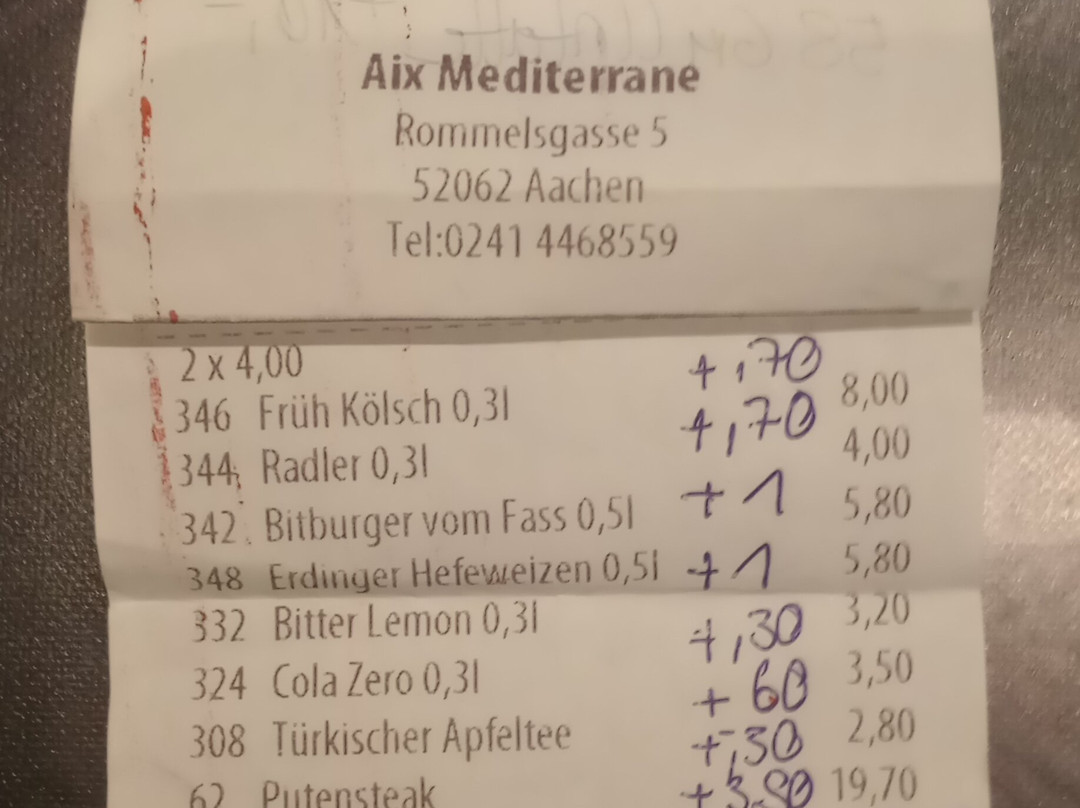 Aix Mediterrane
Rommelsgasse 5
52062 Aachen
Tel:0241 4468559
2 x 4,00 +,70
346 Früh Kölsch 0,3l +,70 8,00
344 Radler 0,3l 4,00
342 Bitburger vom Fass 0,5l +1 5,80
348 Erdinger Hefeweizen 0,5l +1 5,80
332 Bitter Lemon 0,3l +,30 3,20
324 Cola Zero 0,3l +60 3,50
308 Türkischer Apfeltee +,30 2,80
62 Putensteak +3,80 19,70